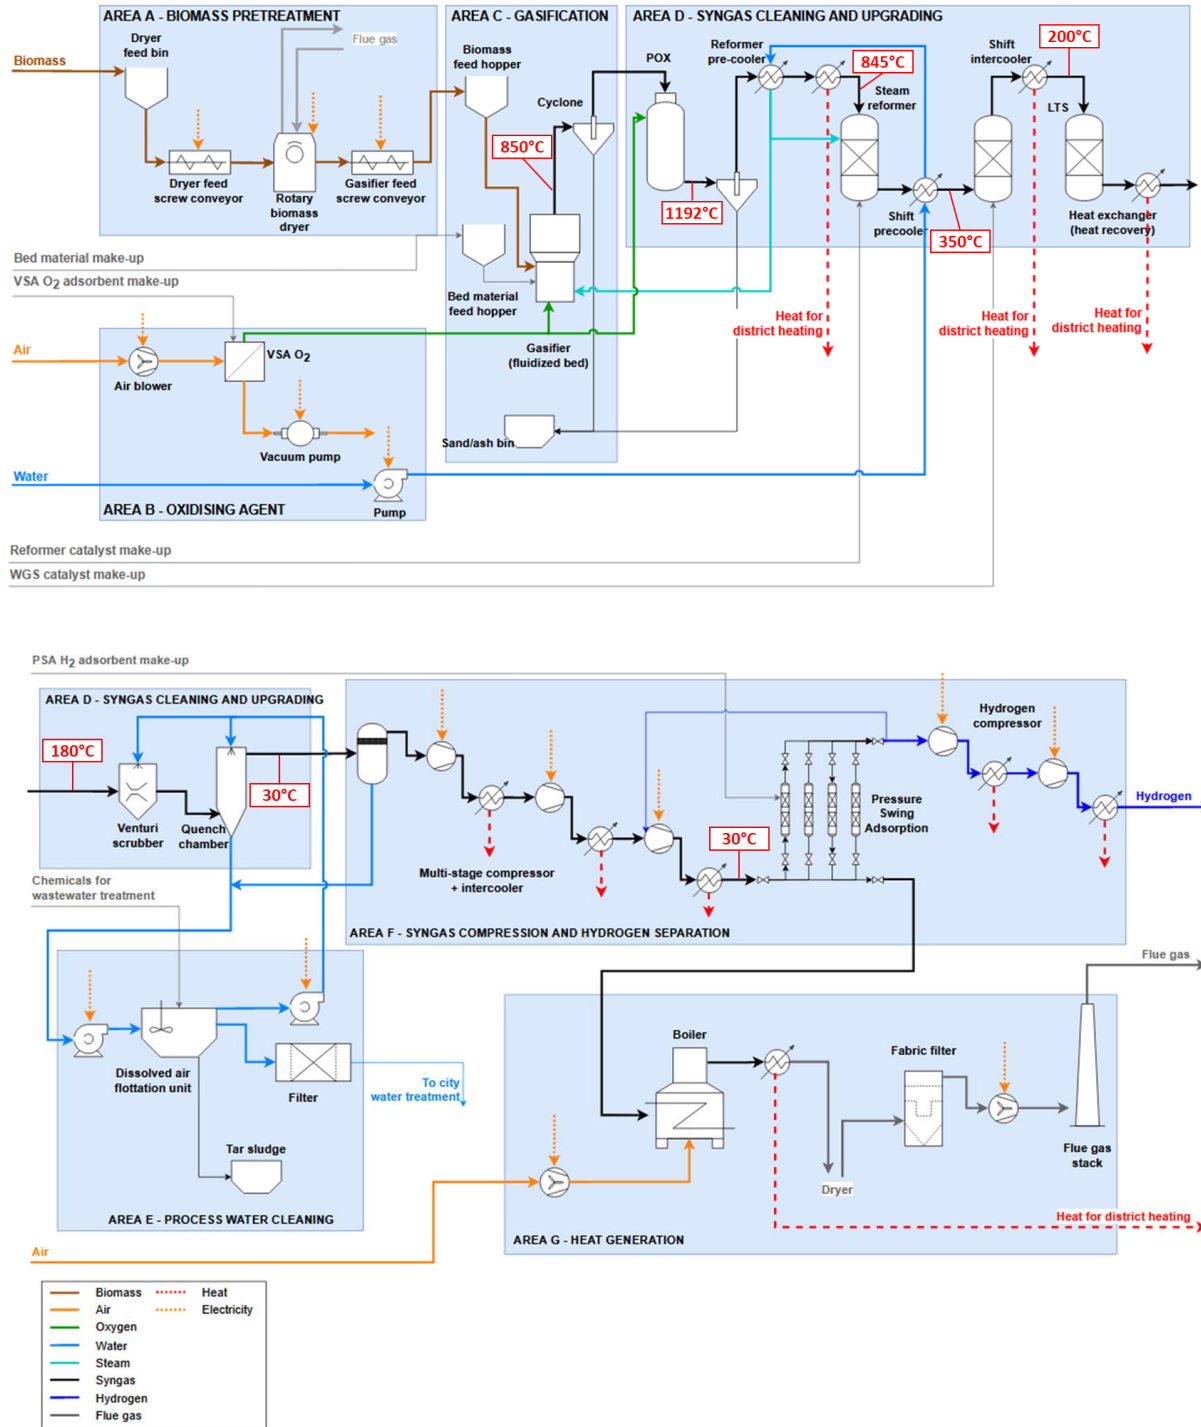 AREA A - BIOMASS PRETREATMENT
AREA C - GASIFICATION
AREA D - SYNGAS CLEANING AND UPGRADING
Dryer
feed bin
Flue gas
Biomass
Biomass
feed hopper
Reformer
pre-cooler
Shift
intercooler
200°C
POX
845°C
Steam
reformer
Cyclone
LTS
850°C
Dryer feed
screw conveyor
Rotary
biomass
dryer
Gasifier feed
screw conveyor
1192°C
Shift
precooler
350°C
Heat exchanger
(heat recovery)
Bed material make-up
VSA O2 adsorbent make-up
Bed material
feed hopper
Heat for
district heating
Heat for
district heating
Heat for
district heating
Air
Air blower
VSA O2
Gasifier
(fluidized bed)
Vacuum pump
Sand/ash bin
Water
AREA B - OXIDISING AGENT
Pump
Reformer catalyst make-up
WGS catalyst make-up
PSA H2 adsorbent make-up
AREA D - SYNGAS CLEANING AND UPGRADING
180°C
30°C
Venturi
scrubber
Quench
chamber
Hydrogen
compressor
Hydrogen
Pressure
Swing
Adsorption
30°C
Multi-stage compressor
+ intercooler
Chemicals for
wastewater treatment
AREA F - SYNGAS COMPRESSION AND HYDROGEN SEPARATION
Flue gas
Dissolved air
flottation unit
Filter
To city
water treatment
Tar sludge
AREA E - PROCESS WATER CLEANING
Boiler
Fabric filter
Flue gas
stack
Dryer
Heat for district heating
AREA G - HEAT GENERATION
Air
Biomass
Heat
Air
Electricity
Oxygen
Water
Steam
Syngas
Hydrogen
Flue gas